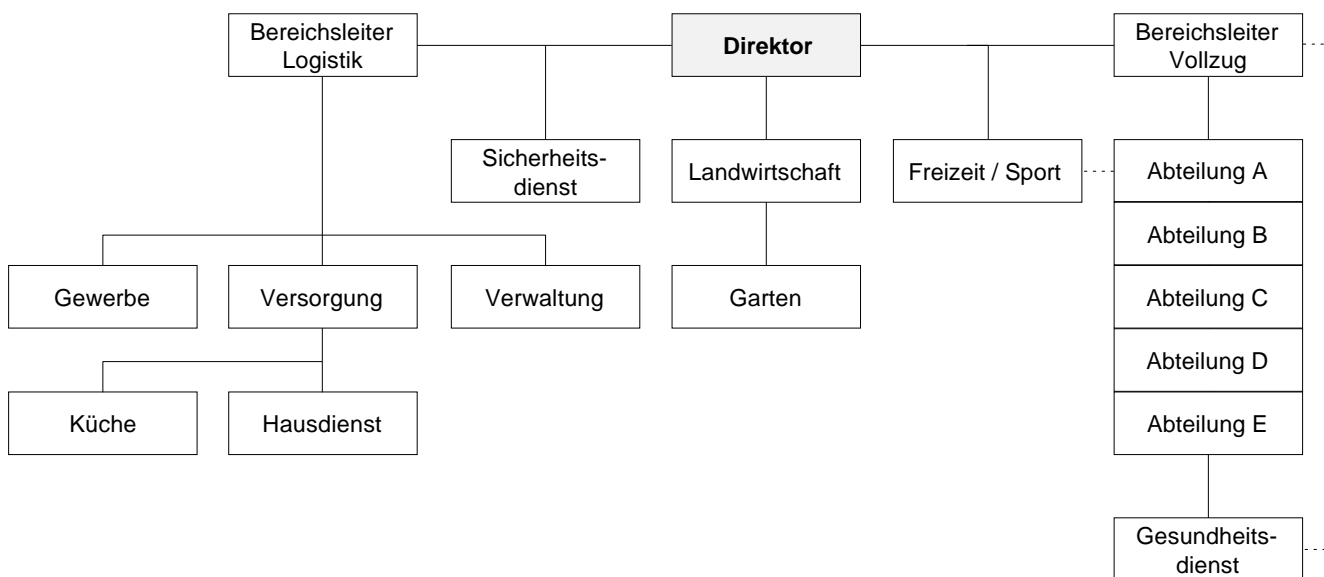 Bereichsleiter
Logistik
Direktor
Bereichsleiter
Vollzug
Sicherheits-
dienst
Landwirtschaft
Freizeit / Sport
Abteilung A
Abteilung B
Gewerbe
Versorgung
Verwaltung
Garten
Abteilung C
Abteilung D
Küche
Hausdienst
Abteilung E
Gesundheits-
dienst